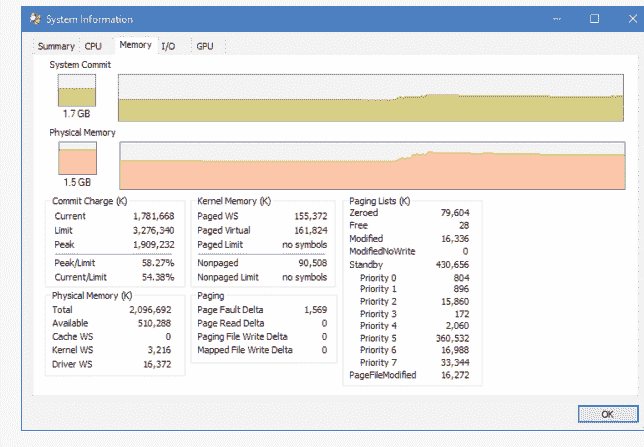 System Information
Summary CPU Memory I/O GPU
System Commit
1.7 GB
Physical Memory
1.5 GB
Commit Charge (K)
Current 1,781,668
Limit 3,276,340
Peak 1,909,232
Peak/Limit 58.27%
Current/Limit 54.38%
Physical Memory (K)
Total 2,096,692
Available 510,288
Cache WS 0
Kernel WS 3,216
Driver WS 16,372
Kernel Memory (K)
Paged WS 155,372
Paged Virtual 161,824
Paged Limit no symbols
Nonpaged 90,508
Nonpaged Limit no symbols
Paging
Page Fault Delta 1,569
Page Read Delta 0
Paging File Write Delta 0
Mapped File Write Delta 0
Paging Lists (K)
Zeroed 79,604
Free 28
Modified 16,336
ModifiedNoWrite 0
Standby 430,656
Priority 0 804
Priority 1 896
Priority 2 15,860
Priority 3 172
Priority 4 2,060
Priority 5 360,532
Priority 6 16,988
Priority 7 33,344
PageFileModified 16,272
OK